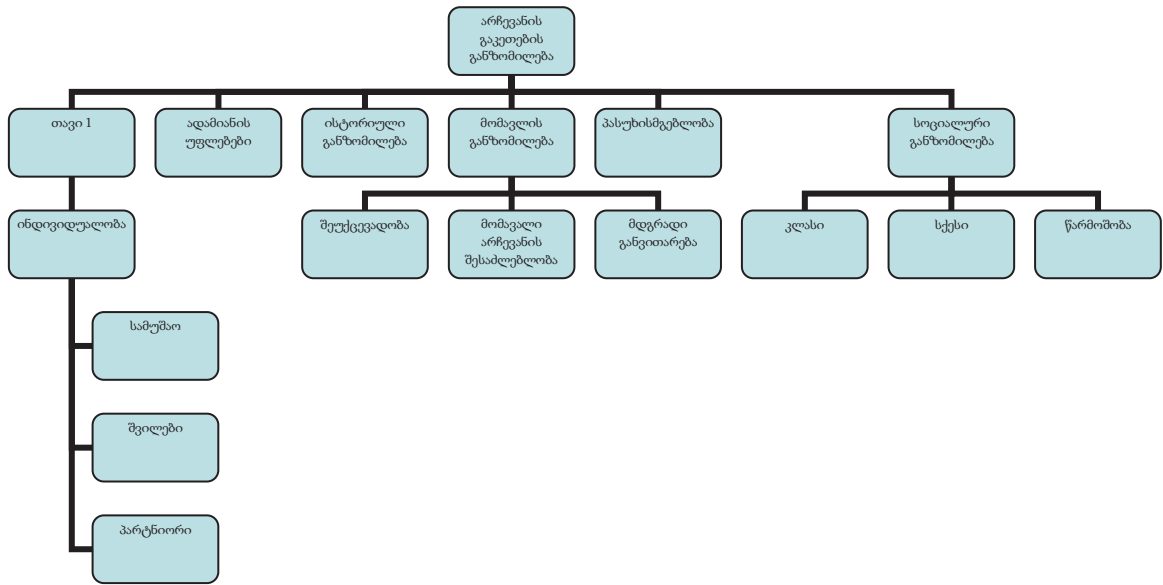 არჩევანის
გაკეთების
განზომილება
თავი 1
ადამიანის
უფლებები
ისტორიული
განზომილება
მომავლის
განზომილება
პასუხისმგებლობა
სოციალური
განზომილება
ინდივიდუალობა
შეუქცევადობა
მომავალი
არჩევანის
შესაძლებლობა
მდგრადი
განვითარება
კლასი
სქესი
წარმოშობა
სამუშაო
შვილები
პარტნიორი